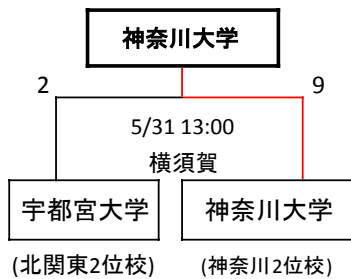 神奈川大学
2 9
5/31 13:00
横須賀
宇都宮大学 神奈川大学
(北関東2位校) (神奈川2位校)